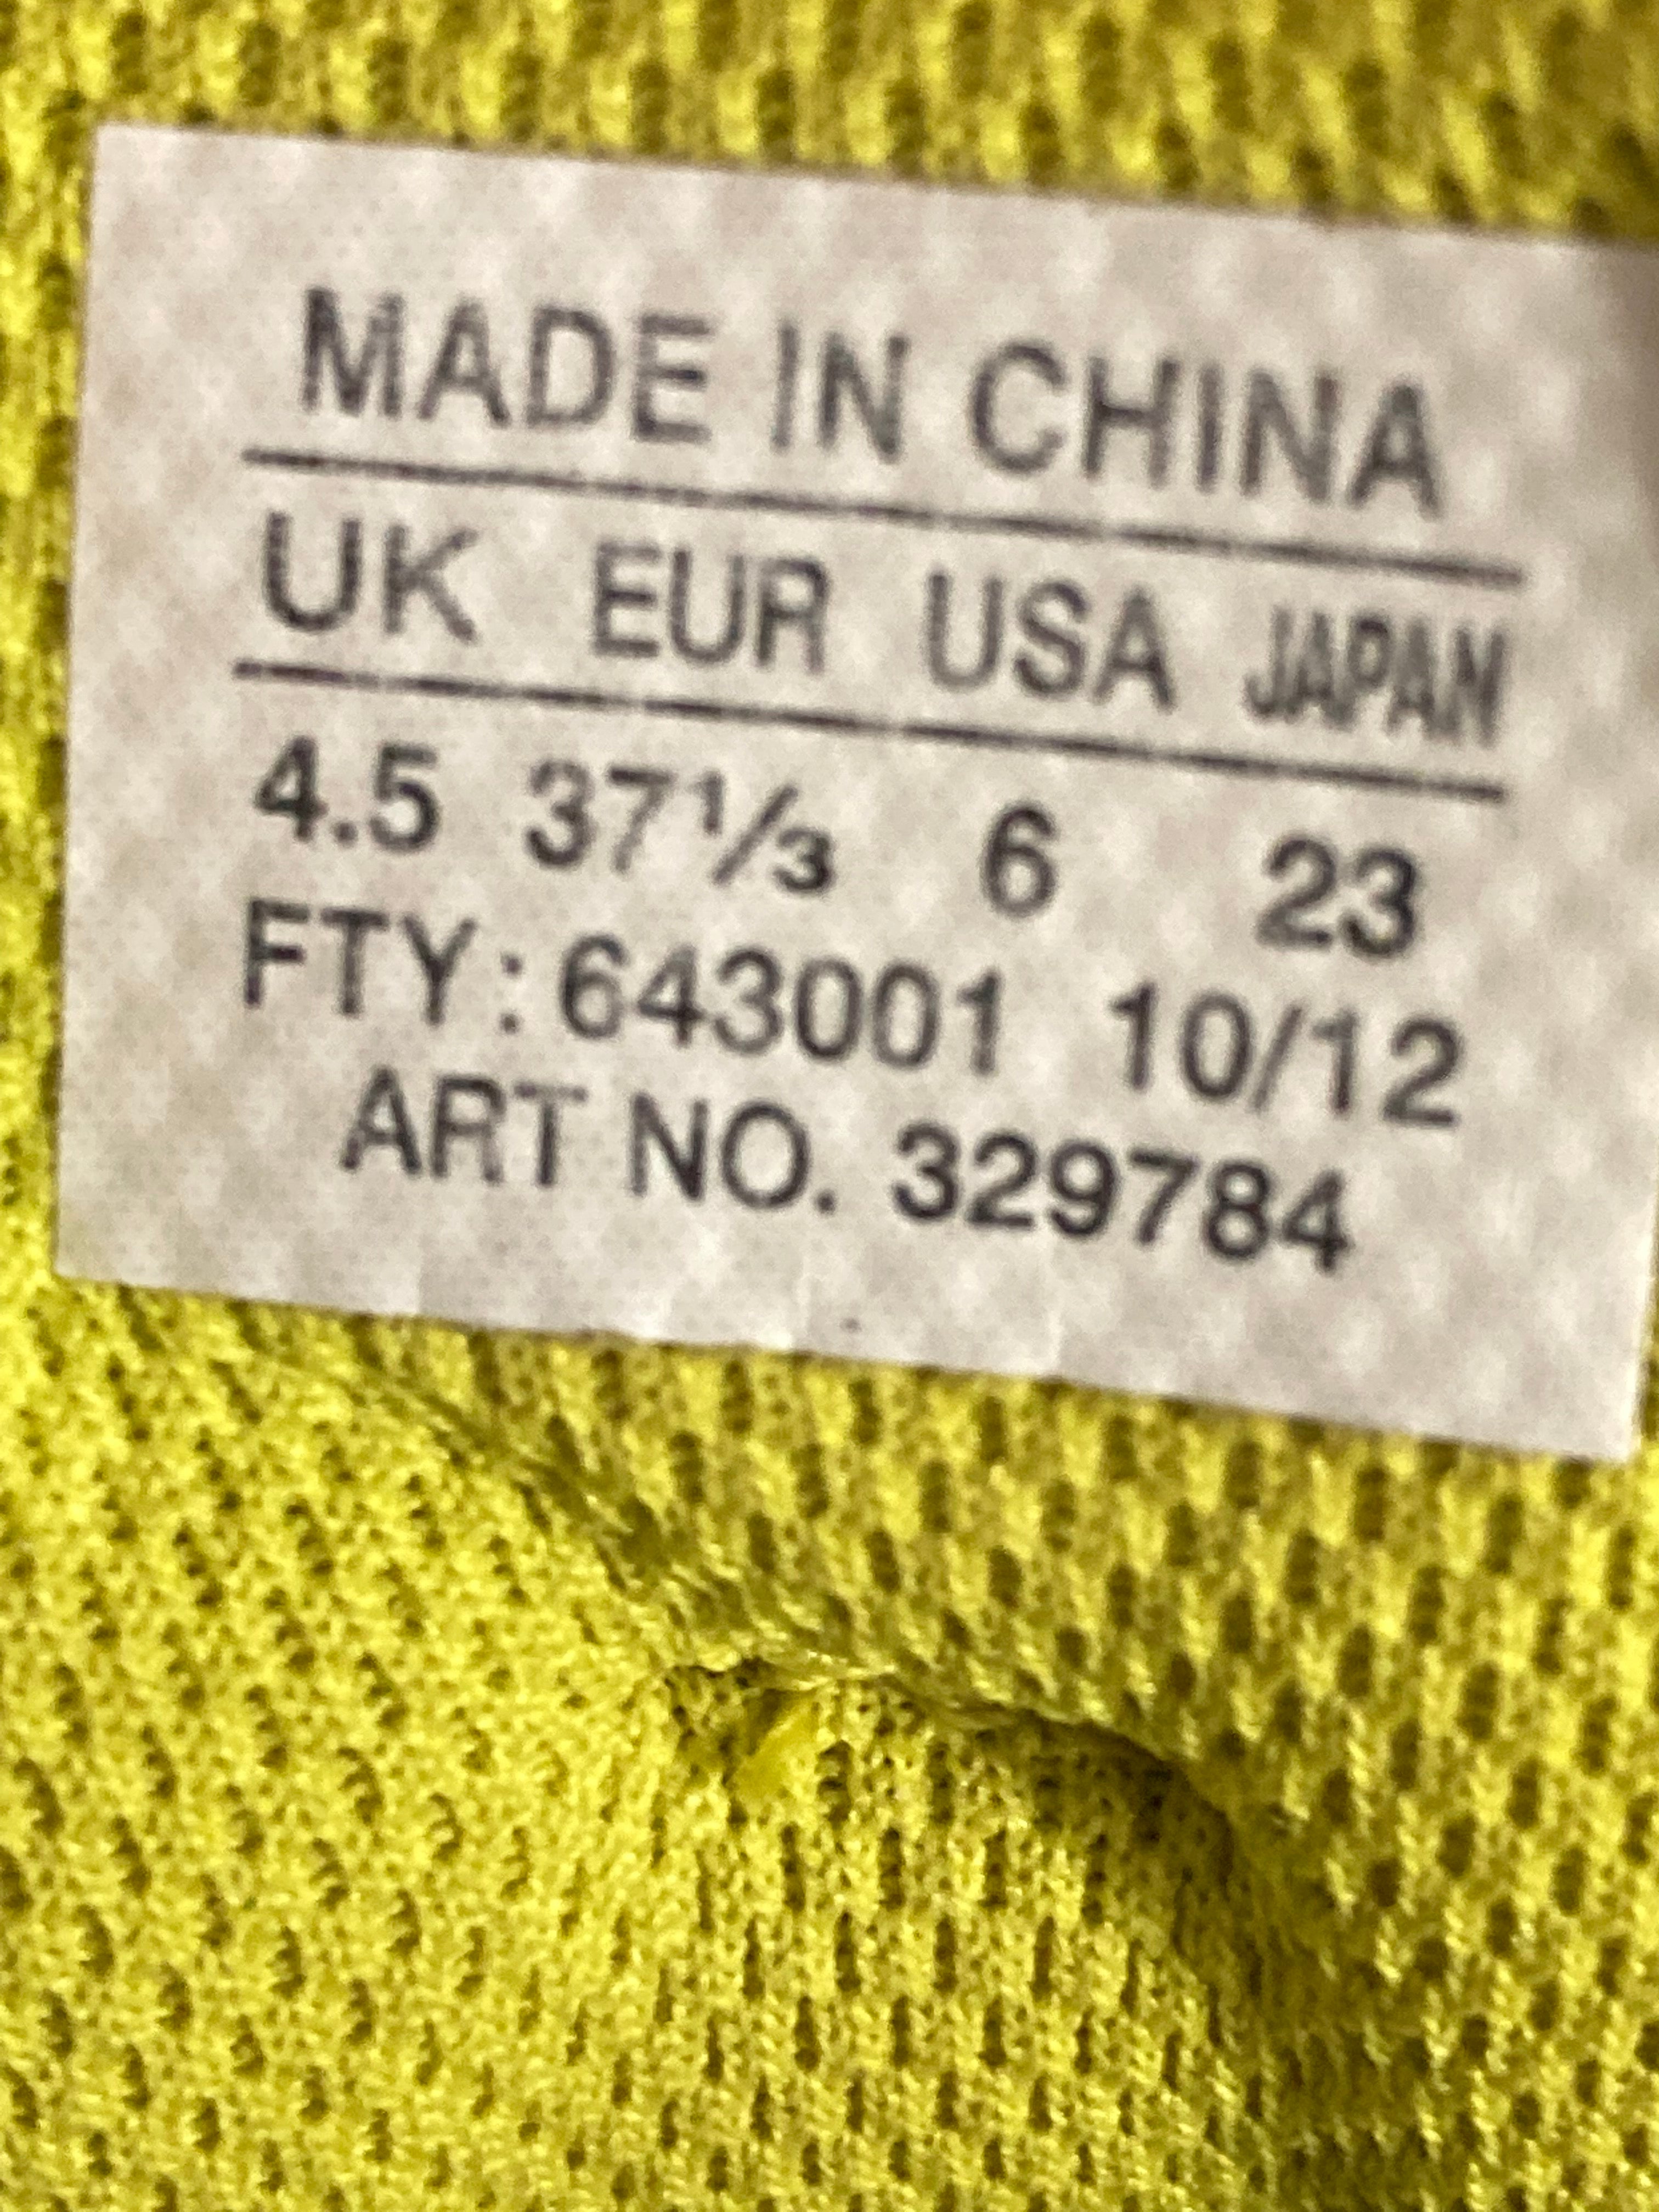 MADE IN CHINA
UK EUR USA JAPAN
4.5 37⅓ 6 23
FTY: 643001 10/12
ART NO. 329784